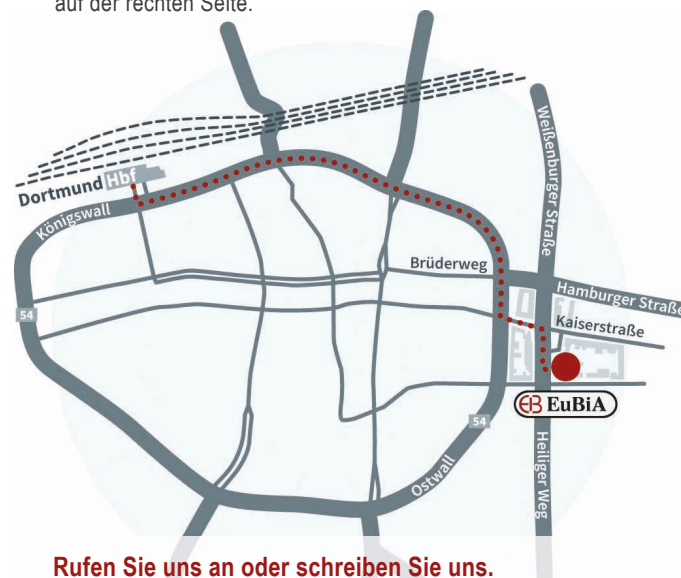 auf der rechten Seite.
Dortmund Hbf
Königswall
Weißenburger Straße
Brüderweg
Hamburger Straße
54
Kaiserstraße
EB EuBiA
54
Ostwall
Heiliger Weg
Rufen Sie uns an oder schreiben Sie uns.